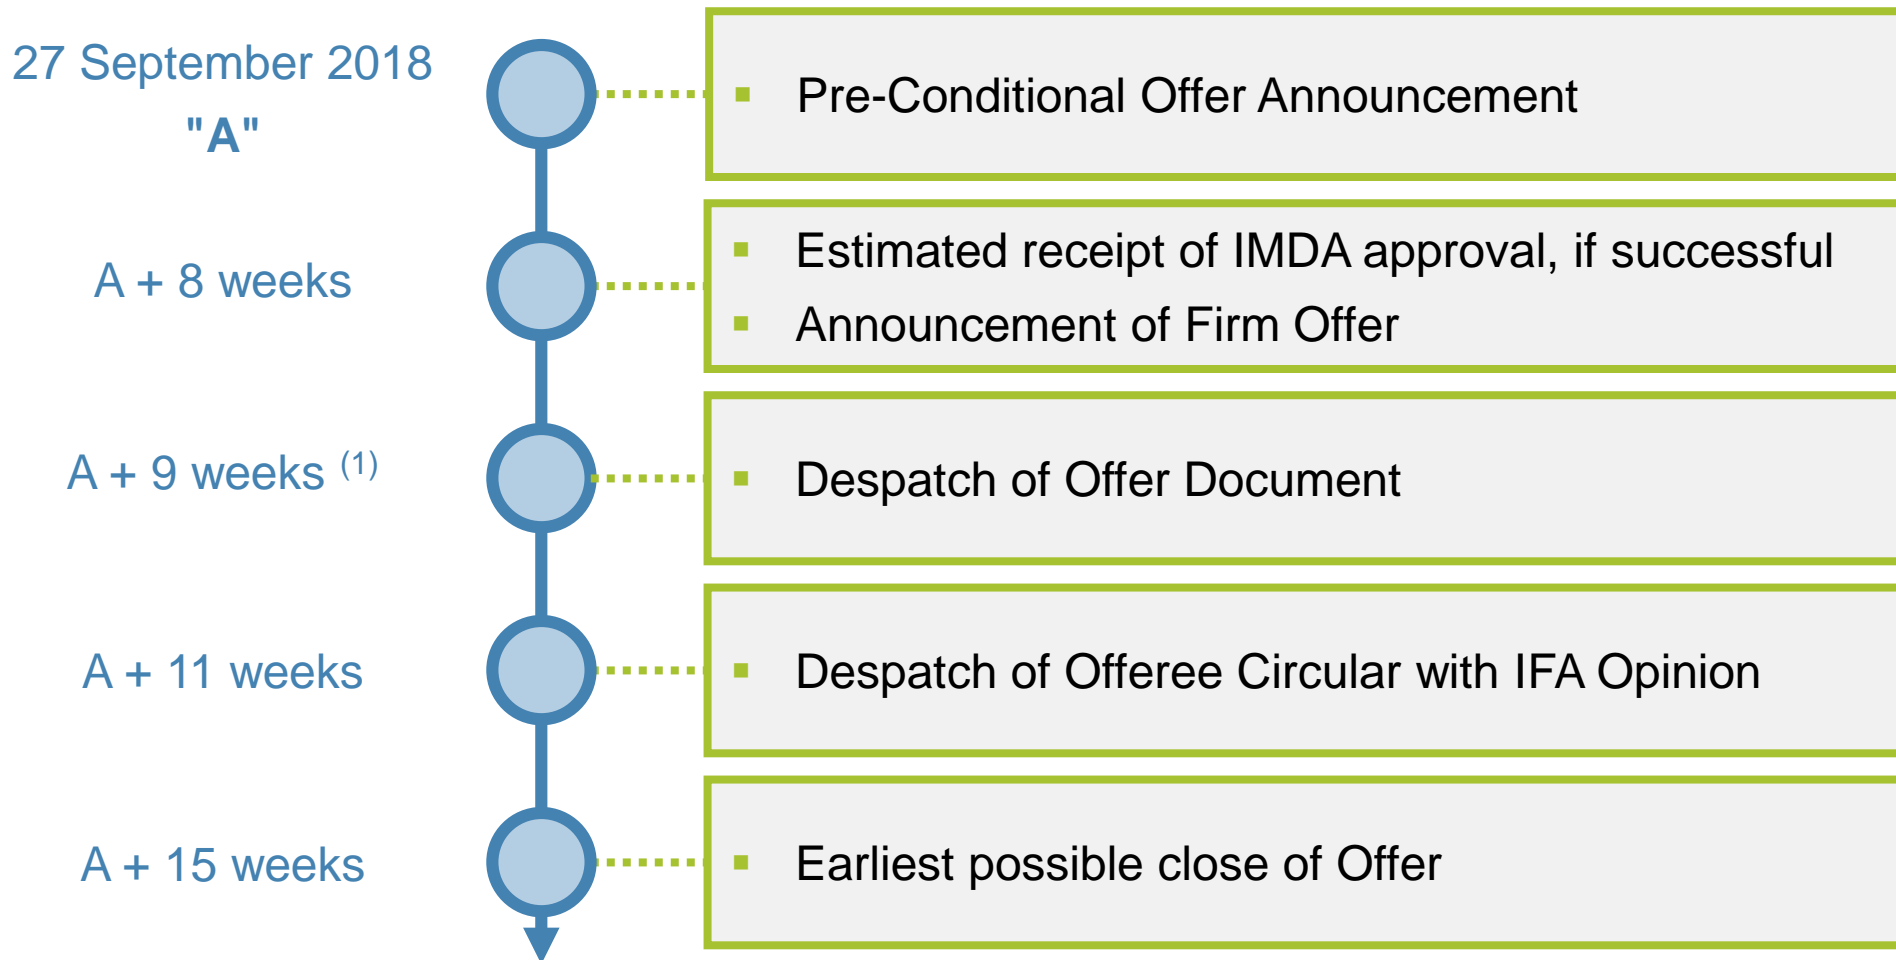 27 September 2018
"A"
▪ Pre-Conditional Offer Announcement
A + 8 weeks
▪ Estimated receipt of IMDA approval, if successful
▪ Announcement of Firm Offer
A + 9 weeks (1)
▪ Despatch of Offer Document
A + 11 weeks
▪ Despatch of Offeree Circular with IFA Opinion
A + 15 weeks
▪ Earliest possible close of Offer